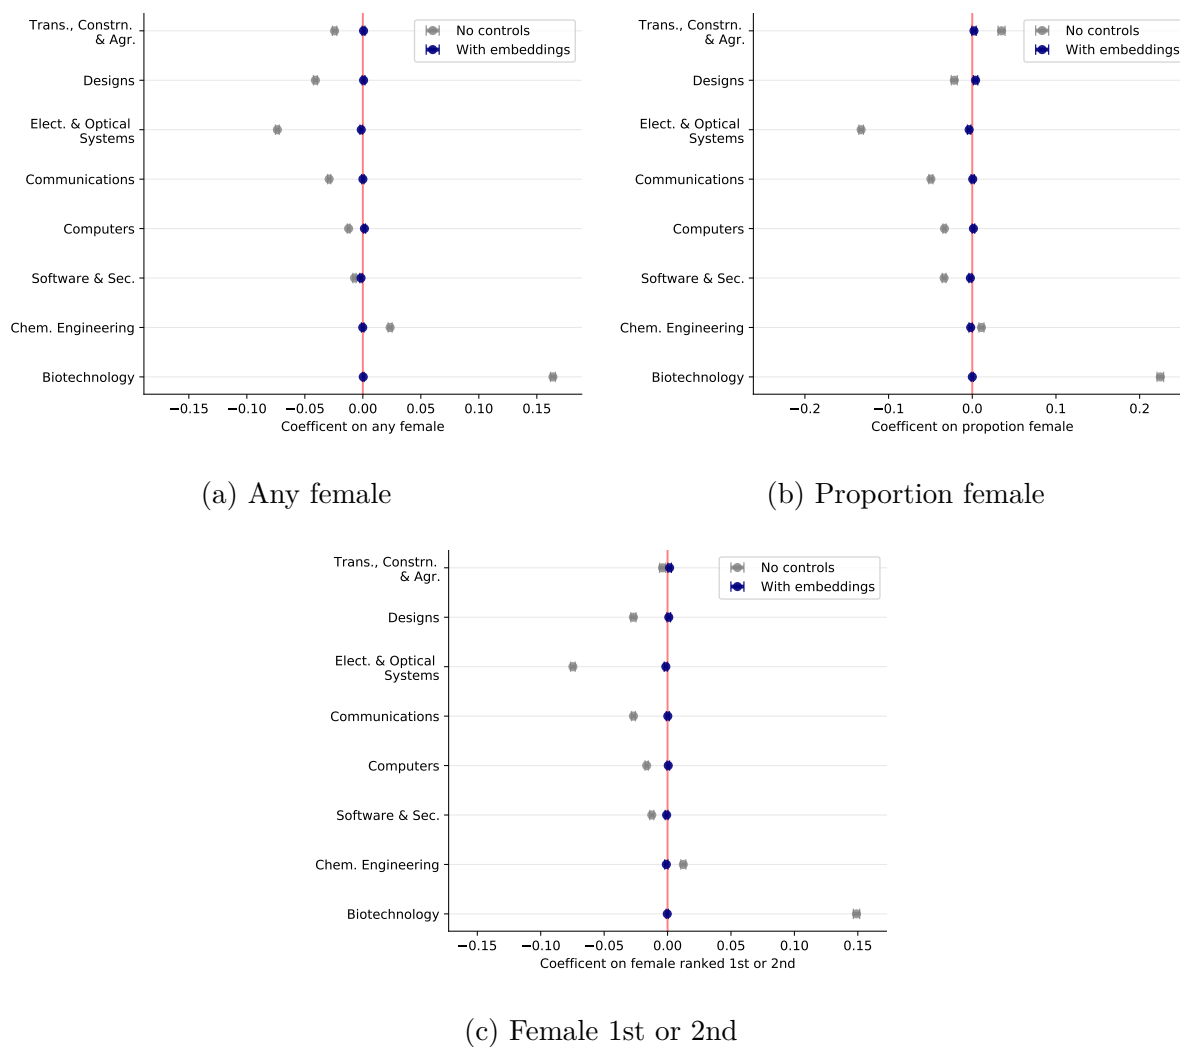 Trans., Constrn.
& Agr.
Designs
Elect. & Optical
Systems
Communications
Computers
Software & Sec.
Chem. Engineering
Biotechnology
No controls
With embeddings
−0.15 −0.10 −0.05 0.00 0.05 0.10 0.15
Coefficent on any female
(a) Any female
Trans., Constrn.
& Agr.
Designs
Elect. & Optical
Systems
Communications
Computers
Software & Sec.
Chem. Engineering
Biotechnology
No controls
With embeddings
−0.2 −0.1 0.0 0.1 0.2
Coefficent on propotion female
(b) Proportion female
Trans., Constrn.
& Agr.
Designs
Elect. & Optical
Systems
Communications
Computers
Software & Sec.
Chem. Engineering
Biotechnology
No controls
With embeddings
−0.15 −0.10 −0.05 0.00 0.05 0.10 0.15
Coefficent on female ranked 1st or 2nd
(c) Female 1st or 2nd